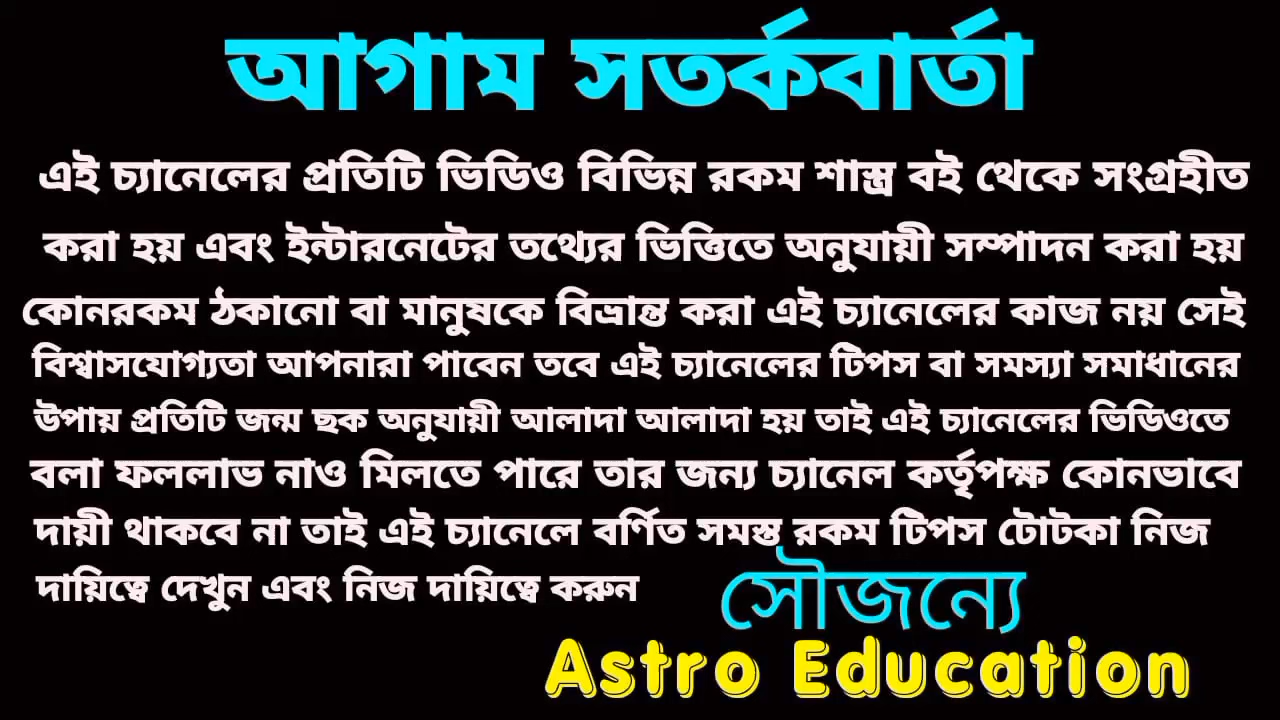 আগাম সতর্কবার্তা
এই চ্যানেলের প্রতিটি ভিডিও বিভিন্ন রকম শাস্ত্র বই থেকে সংগ্রহীত
করা হয় এবং ইন্টারনেটের তথ্যের ভিত্তিতে অনুযায়ী সম্পাদন করা হয়
কোনরকম ঠকানো বা মানুষকে বিভ্রান্ত করা এই চ্যানেলের কাজ নয় সেই
বিশ্বাসযোগ্যতা আপনারা পাবেন তবে এই চ্যানেলের টিপস বা সমস্যা সমাধানের
উপায় প্রতিটি জন্ম ছক অনুযায়ী আলাদা আলাদা হয় তাই এই চ্যানেলের ভিডিওতে
বলা ফললাভ নাও মিলতে পারে তার জন্য চ্যানেল কর্তৃপক্ষ কোনভাবে
দায়ী থাকবে না তাই এই চ্যানেলে বর্ণিত সমস্ত রকম টিপস টোটকা নিজ
দায়িত্বে দেখুন এবং নিজ দায়িত্বে করুন
সৌজন্যে
Astro Education